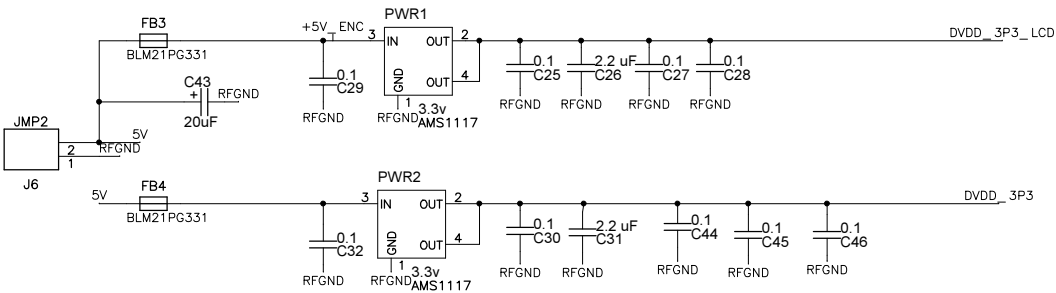 PWR1
FB3
BLM21PG331
+5V_ENC
3 IN OUT 2
OUT 4
GND
1
RFGND
3.3v
AMS1117
0.1
C29
RFGND
0.1
C25
RFGND
2.2 uF
C26
RFGND
0.1
C27
RFGND
0.1
C28
RFGND
DVDD_3P3_LCD
C43
+
20uF
RFGND
JMP2
5V
2
RFGND
1
J6
PWR2
5V
FB4
BLM21PG331
3 IN OUT 2
OUT 4
GND
1
RFGND
3.3v
AMS1117
0.1
C32
RFGND
0.1
C30
RFGND
2.2 uF
C31
RFGND
0.1
C44
RFGND
0.1
C45
RFGND
0.1
C46
RFGND
DVDD_3P3